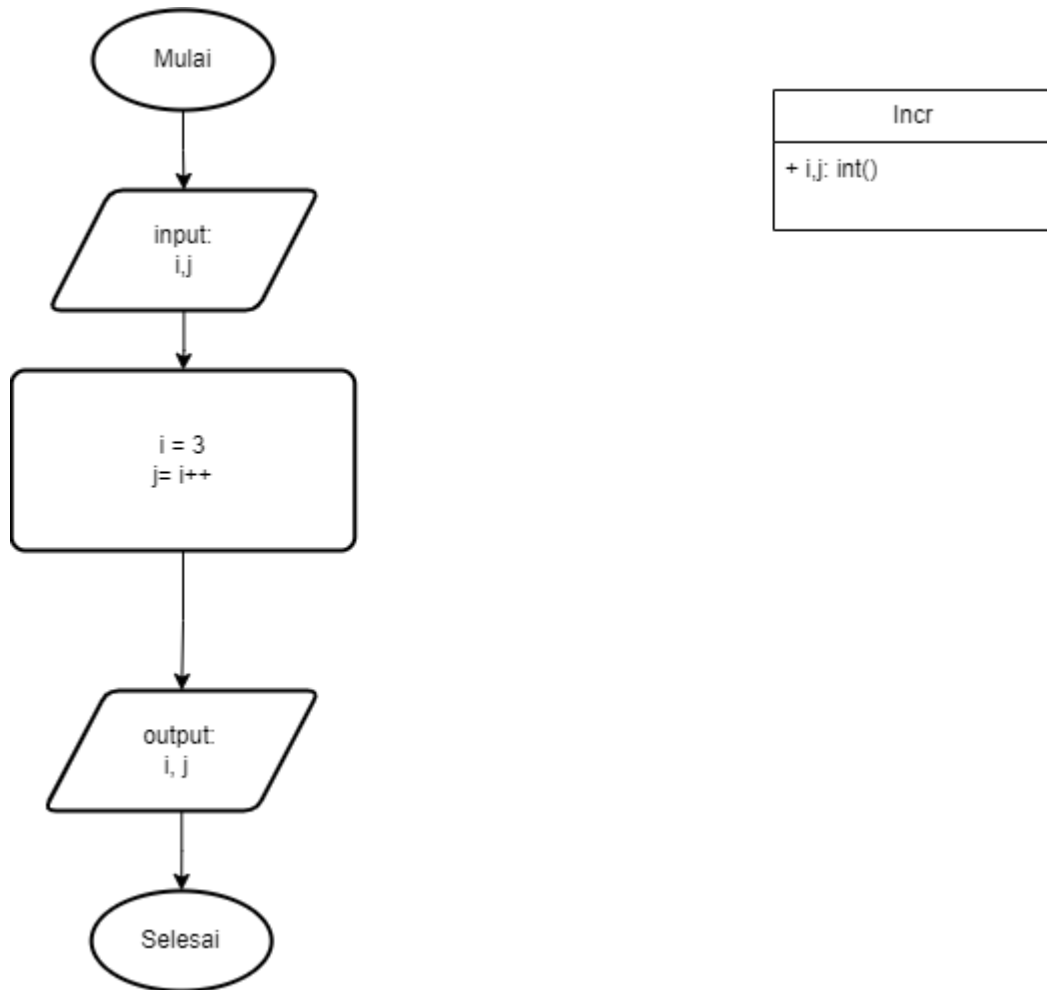 Mulai
input:
i,j
i = 3
j= i++
output:
i, j
Selesai
Incr
+ i,j: int()